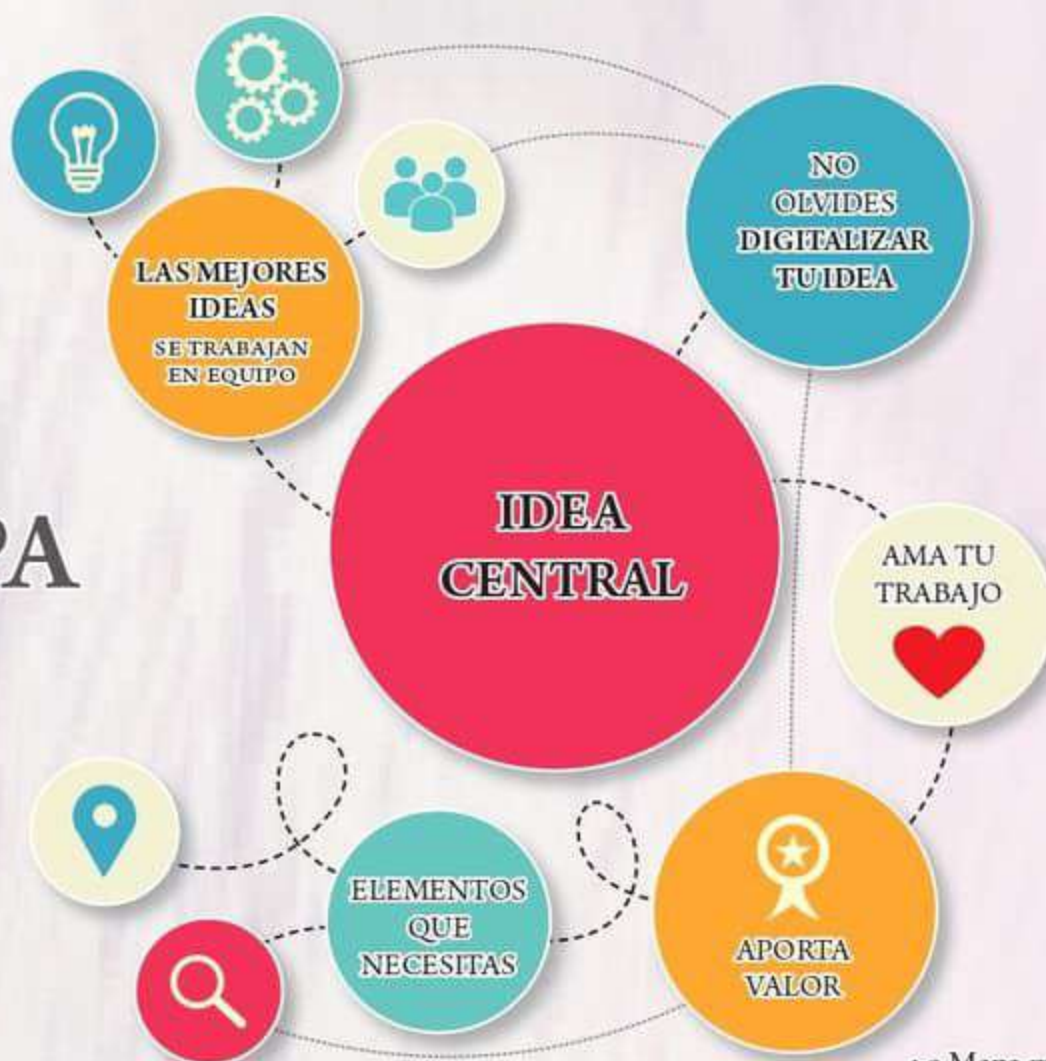 NO
OLVIDES
DIGITALIZAR
TU IDEA
LAS MEJORES
IDEAS
SE TRABAJAN
EN EQUIPO
IDEA
CENTRAL
AMA TU
TRABAJO
ELEMENTOS
QUE
NECESITAS
APORTA
VALOR